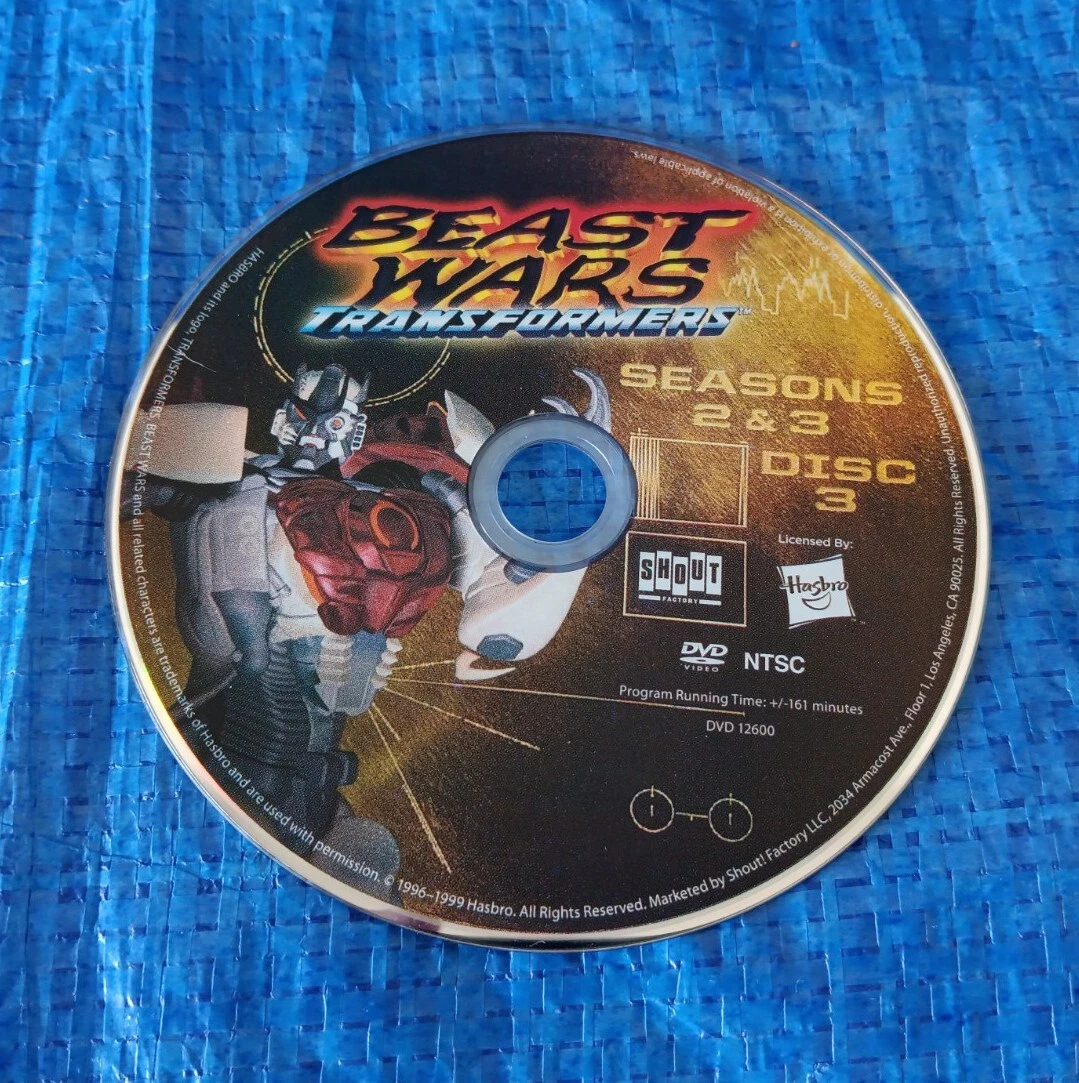 BEAST
WARS
TRANSFORMERS™
SEASONS
2 & 3
DISC
3
Licensed By:
SHOUT
FACTORY
Hasbro
™
DVD
VIDEO
NTSC
Program Running Time: +/-161 minutes
DVD 12600
HASBRO and its logo, TRANSFORMERS, BEAST WARS and all related characters are trademarks of Hasbro and are used with permission. © 1996–1999 Hasbro. All Rights Reserved. Marketed by Shout! Factory LLC, 2034 Armacost Ave., Floor 1, Los Angeles, CA 90025. All Rights Reserved. Unauthorized reproduction, distribution or exhibition is a violation of applicable laws.